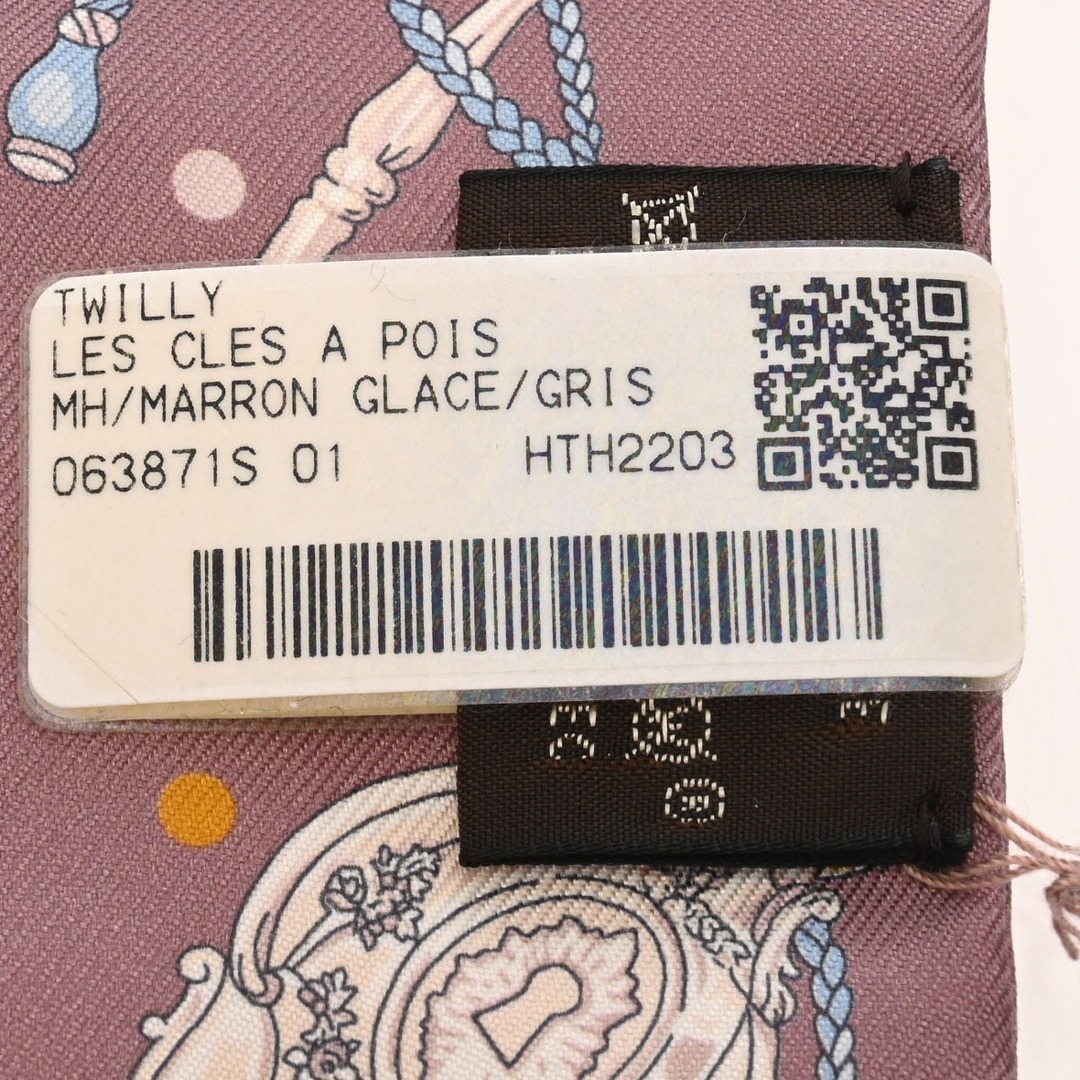 TWILLY
LES CLES A POIS
MH/MARRON GLACE/GRIS
063871S 01 HTH2203